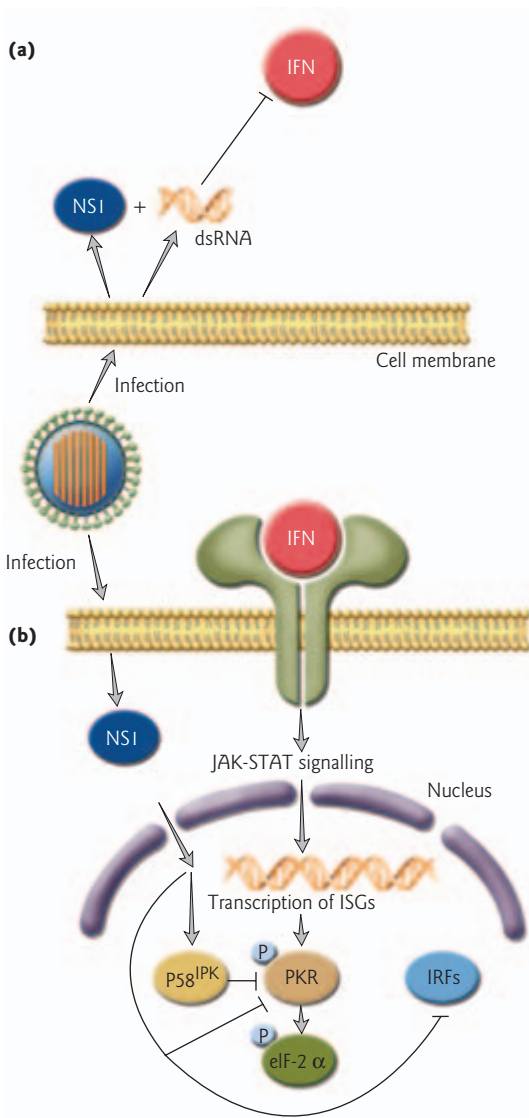 (a)
IFN
NS1 +
dsRNA
Cell membrane
Infection
IFN
Infection
(b)
NS1
JAK-STAT signalling
Nucleus
Transcription of ISGs
P
P58IPK
PKR
IRFs
P
eIF-2 α